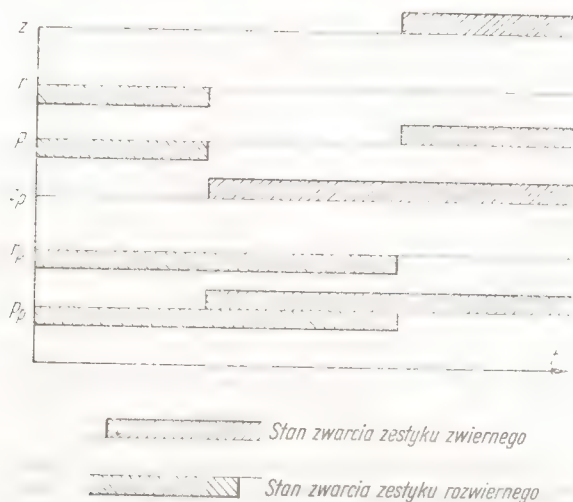 z
r
p
zp
rp
pp
t
Stan zwarcia zestyku zwiernego
Stan zwarcia zestyku rozwiernego